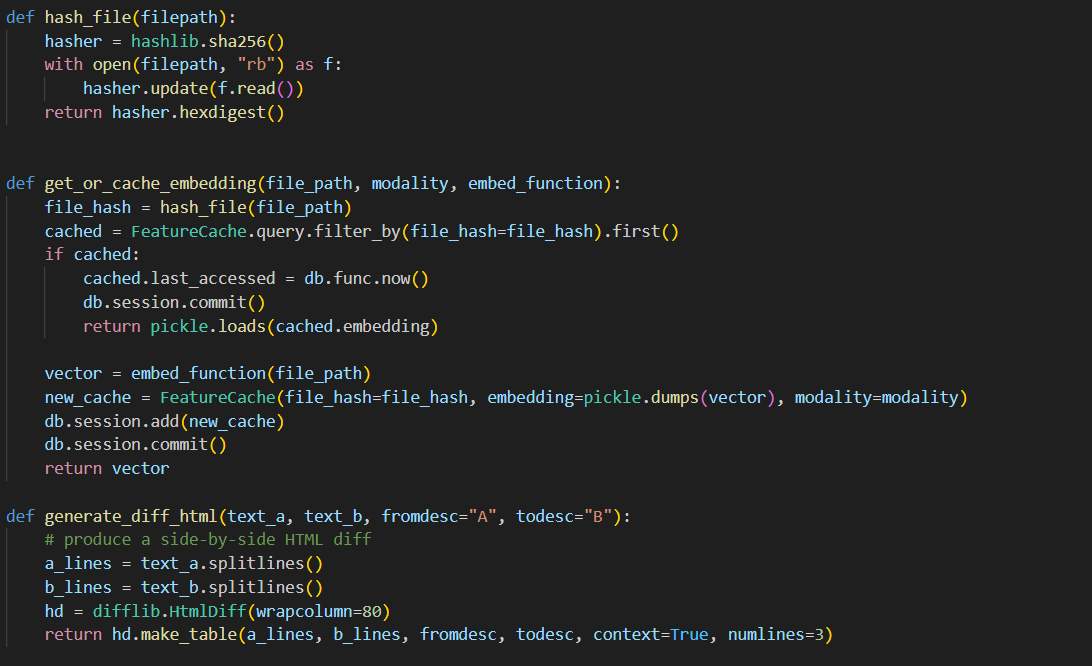 def hash_file(filepath):
    hasher = hashlib.sha256()
    with open(filepath, "rb") as f:
        hasher.update(f.read())
    return hasher.hexdigest()
def get_or_cache_embedding(file_path, modality, embed_function):
    file_hash = hash_file(file_path)
    cached = FeatureCache.query.filter_by(file_hash=file_hash).first()
    if cached:
        cached.last_accessed = db.func.now()
        db.session.commit()
        return pickle.loads(cached.embedding)
    vector = embed_function(file_path)
    new_cache = FeatureCache(file_hash=file_hash, embedding=pickle.dumps(vector), modality=modality)
    db.session.add(new_cache)
    db.session.commit()
    return vector
def generate_diff_html(text_a, text_b, fromdesc="A", todesc="B"):
    # produce a side-by-side HTML diff
    a_lines = text_a.splitlines()
    b_lines = text_b.splitlines()
    hd = difflib.HtmlDiff(wrapcolumn=80)
    return hd.make_table(a_lines, b_lines, fromdesc, todesc, context=True, numlines=3)